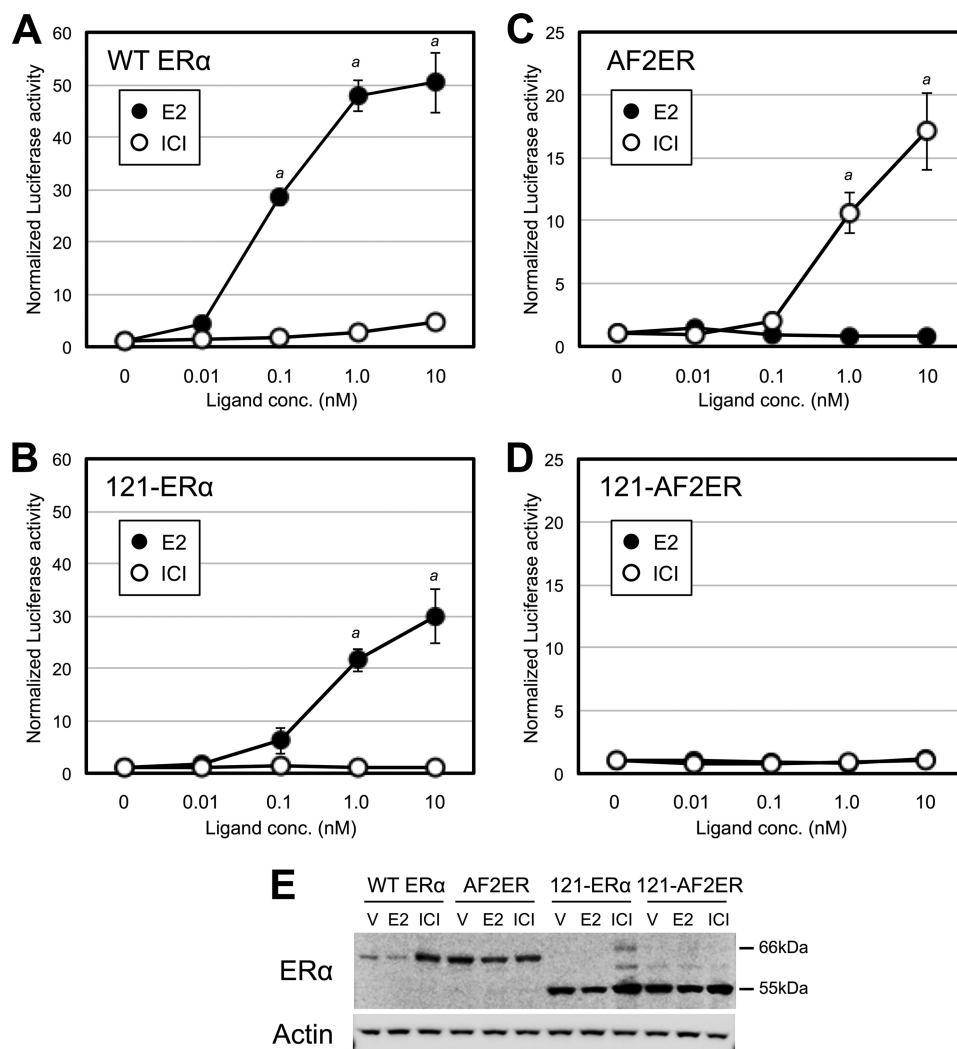 A
WT ERα
E2
ICI
Normalized Luciferase activity
60
50
40
30
20
10
0
a
a
a
0 0.01 0.1 1.0 10
Ligand conc. (nM)
C
AF2ER
E2
ICI
Normalized Luciferase activity
25
20
15
10
5
0
a
a
0 0.01 0.1 1.0 10
Ligand conc. (nM)
B
121-ERα
E2
ICI
Normalized Luciferase activity
60
50
40
30
20
10
0
a
a
0 0.01 0.1 1.0 10
Ligand conc. (nM)
D
121-AF2ER
E2
ICI
Normalized Luciferase activity
25
20
15
10
5
0
0 0.01 0.1 1.0 10
Ligand conc. (nM)
E
WT ERα AF2ER 121-ERα 121-AF2ER
V E2 ICI V E2 ICI V E2 ICI V E2 ICI
ERα
66kDa
55kDa
Actin